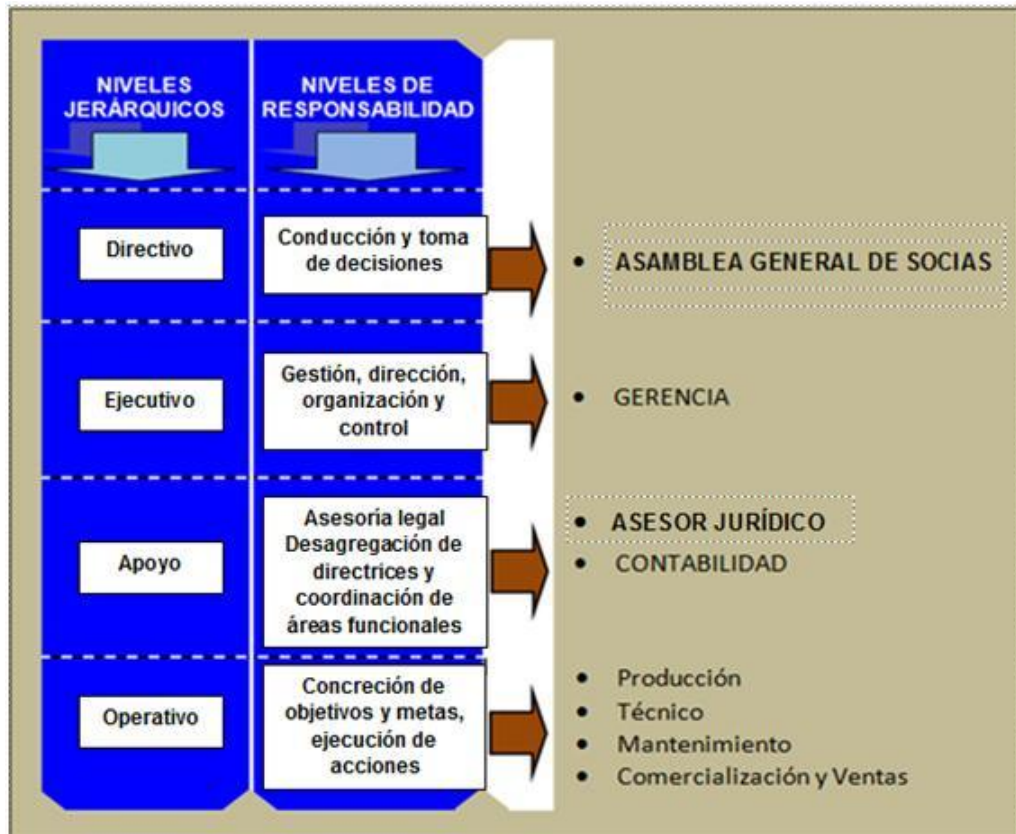 NIVELES
JERÁRQUICOS
NIVELES DE
RESPONSABILIDAD
Directivo
Conducción y toma
de decisiones
• ASAMBLEA GENERAL DE SOCIAS
Ejecutivo
Gestión, dirección,
organización y
control
• GERENCIA
Apoyo
Asesoría legal
Desagregación de
directrices y
coordinación de
áreas funcionales
• ASESOR JURÍDICO
• CONTABILIDAD
Operativo
Concreción de
objetivos y metas,
ejecución de
acciones
• Producción
• Técnico
• Mantenimiento
• Comercialización y Ventas